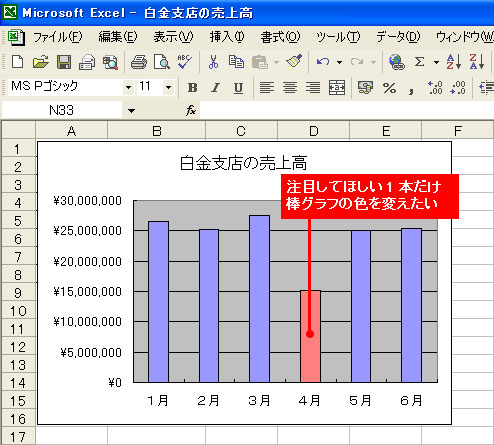 Microsoft Excel - 白金支店の売上高
ファイル(F) 編集(E) 表示(V) 挿入(I) 書式(O) ツール(T) データ(D) ウィンドウ(W)
MS Pゴシック 11 B I U
N33 fx
A B C D E F
1
2
3
4
5
6
7
8
9
10
11
12
13
14
15
16
17
白金支店の売上高
注目してほしい1本だけ
棒グラフの色を変えたい
¥30,000,000
¥25,000,000
¥20,000,000
¥15,000,000
¥10,000,000
¥5,000,000
¥0
1月 2月 3月 4月 5月 6月